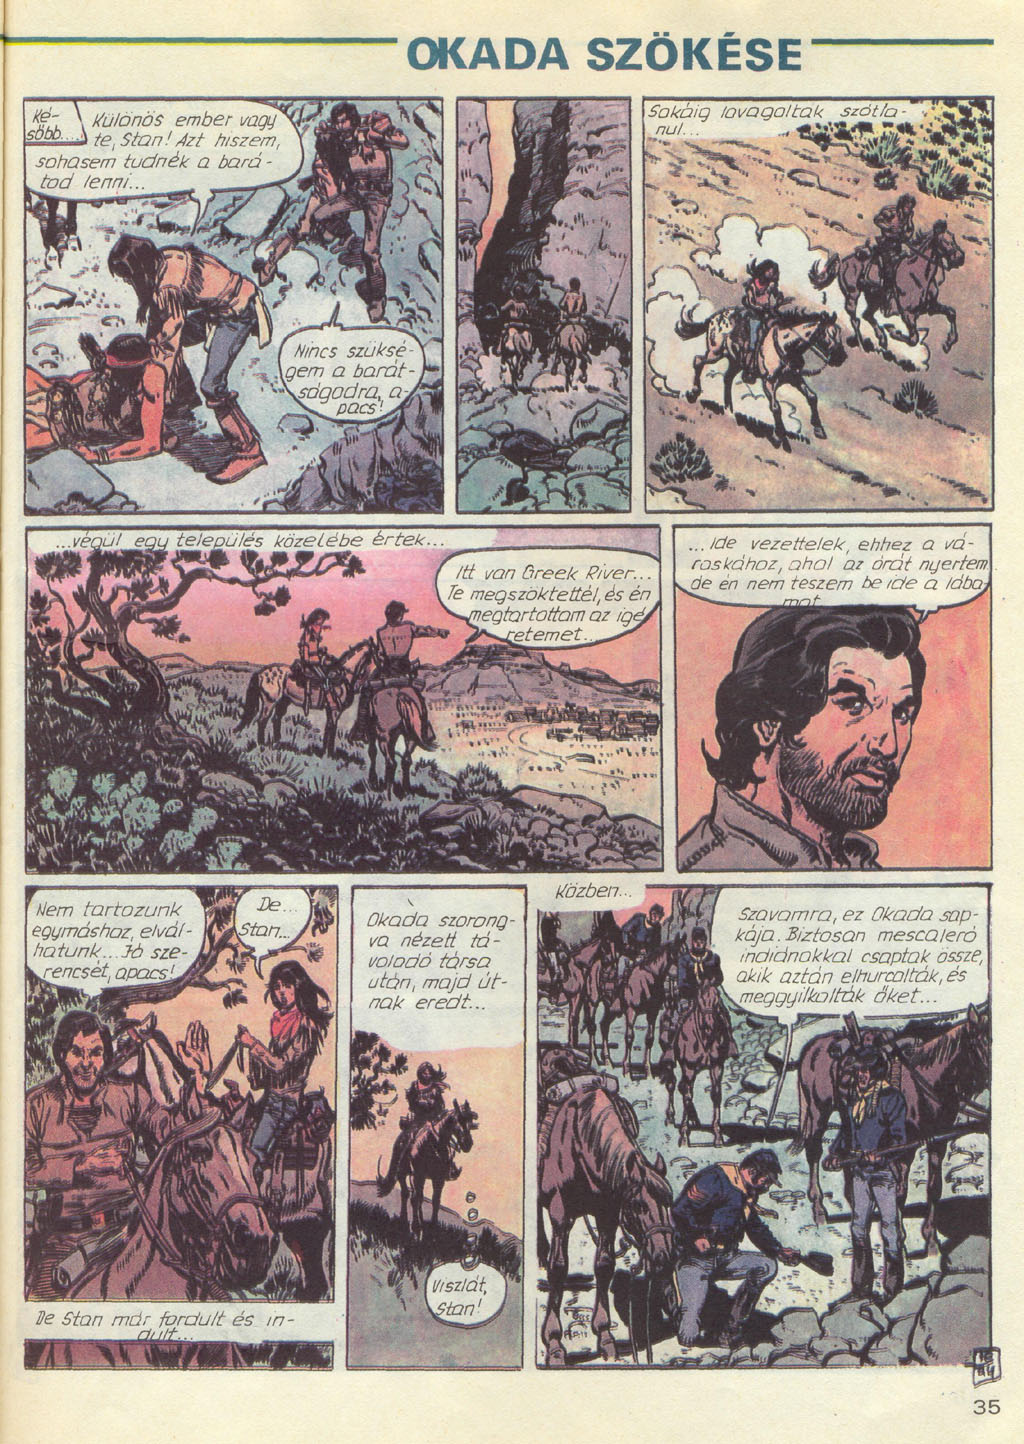 OKADA SZÖKÉSE
Ké-
sőbb...
Különös ember vagy
te, Stan! Azt hiszem,
sohasem tudnék a bará-
tod lenni...
Nincs szüksé-
gem a barát-
ságodra, a-
pacs!
Sokáig lovagoltak szótla-
nul...
...végül egy település közelébe értek...
Itt van Greek River...
Te megszöktettél, és én
megtartottam az ígé-
retemet...
... Ide vezettelek, ehhez a vá-
roskához, ahol az órát nyertem.
de én nem teszem be ide a lába-
mat
Nem tartozunk
egymáshoz, elvál-
hatunk... Jó sze-
rencsét, apacs!
De...
Stan...
De Stan már fordult és in-
dult...
Okada szorong-
va nézett tá-
volodó társa
után, majd út-
nak eredt...
Viszlát,
Stan!
Közben...
Szavamra, ez Okada sap-
kája. Biztosan mescaleró
indiánokkal csaptak össze,
akik aztán elhurcolták, és
meggyilkolták őket...
35